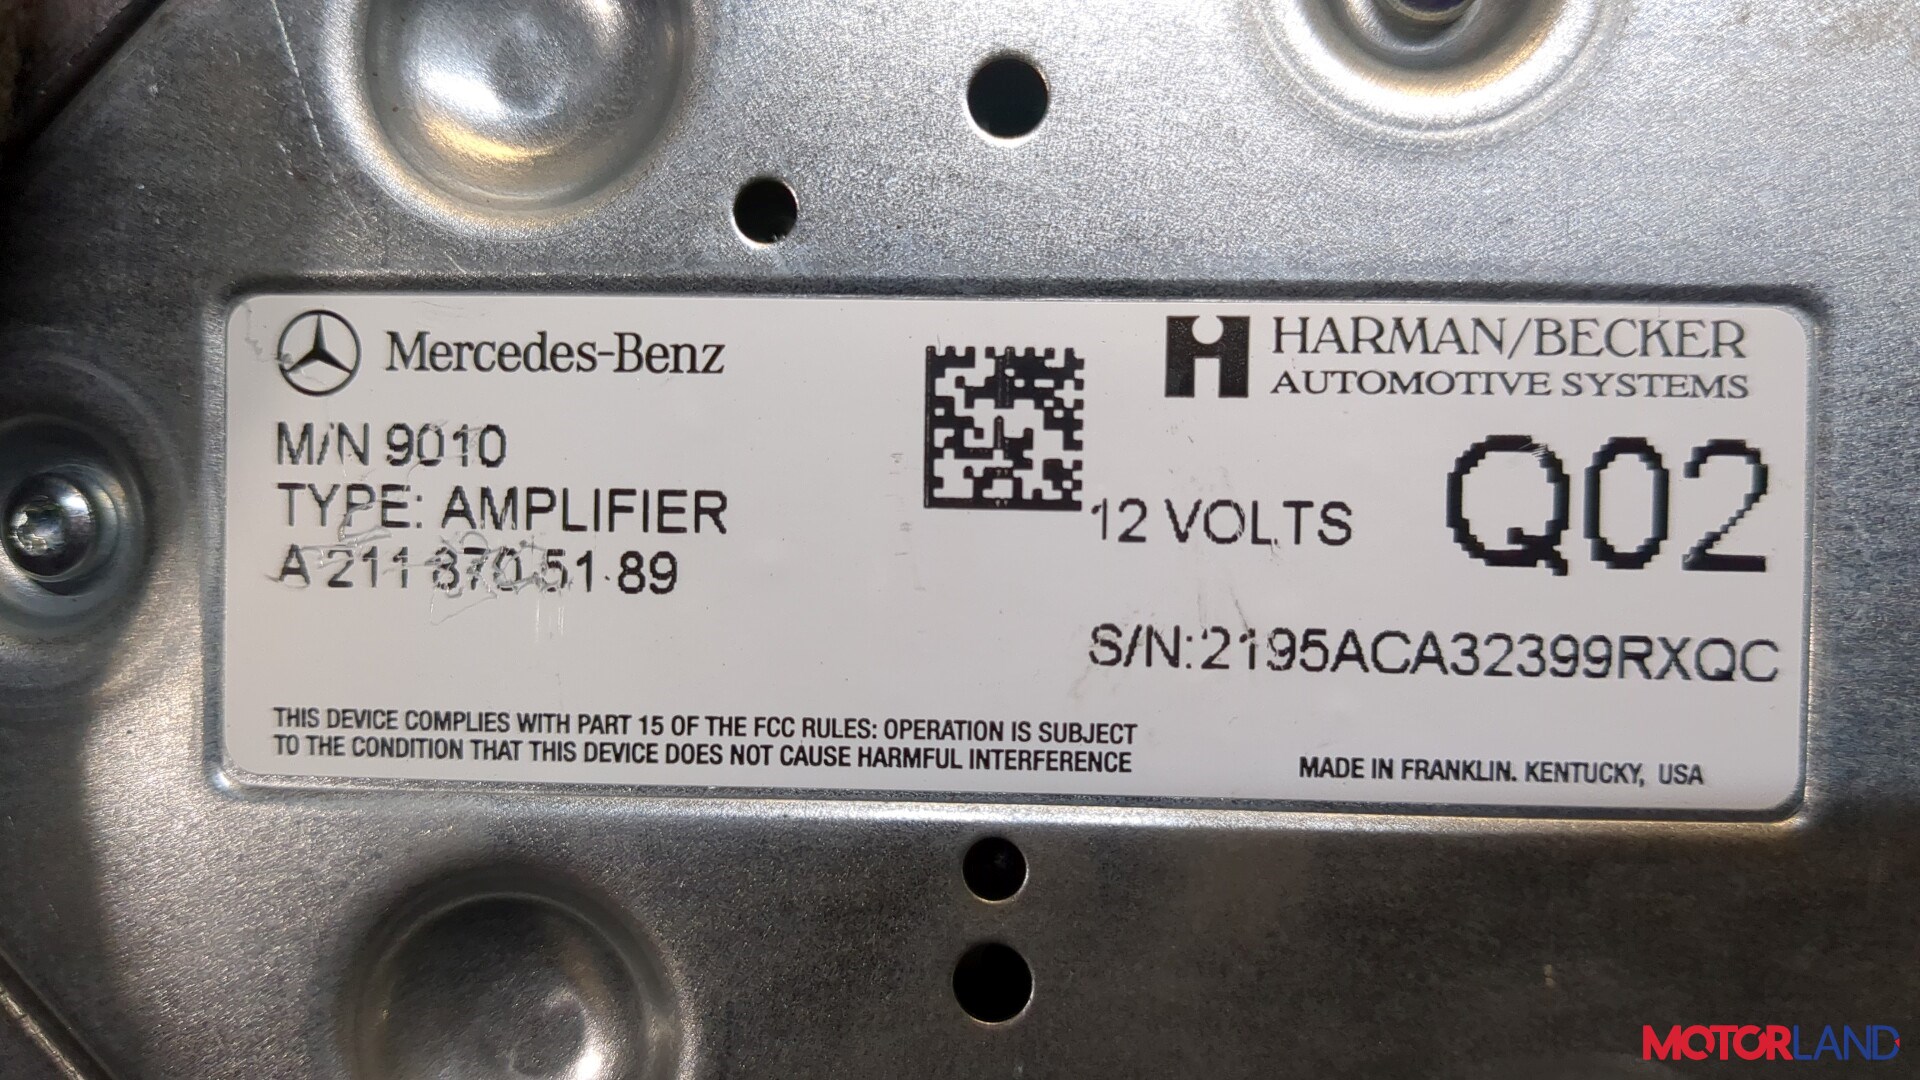 Mercedes-Benz
HARMAN/BECKER
AUTOMOTIVE SYSTEMS
M/N 9010
TYPE: AMPLIFIER
A 211 870 51 89
12 VOLTS
Q02
S/N:2195ACA32399RXQC
THIS DEVICE COMPLIES WITH PART 15 OF THE FCC RULES: OPERATION IS SUBJECT
TO THE CONDITION THAT THIS DEVICE DOES NOT CAUSE HARMFUL INTERFERENCE
MADE IN FRANKLIN. KENTUCKY, USA
MOTORLAND